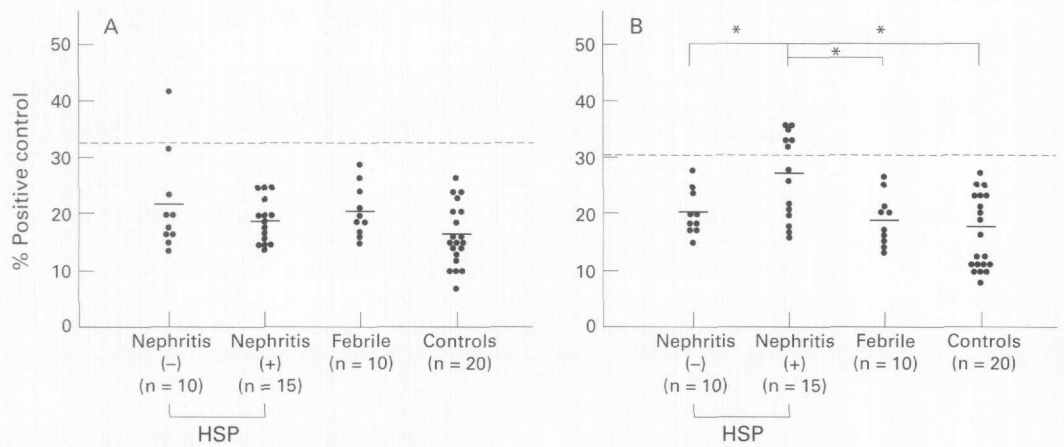 A
% Positive control
50
40
30
20
10
0
Nephritis Nephritis Febrile Controls
(–) (+) (n = 10) (n = 20)
(n = 10) (n = 15)
HSP
B
* *
*
50
40
30
20
10
0
Nephritis Nephritis Febrile Controls
(–) (+) (n = 10) (n = 20)
(n = 10) (n = 15)
HSP